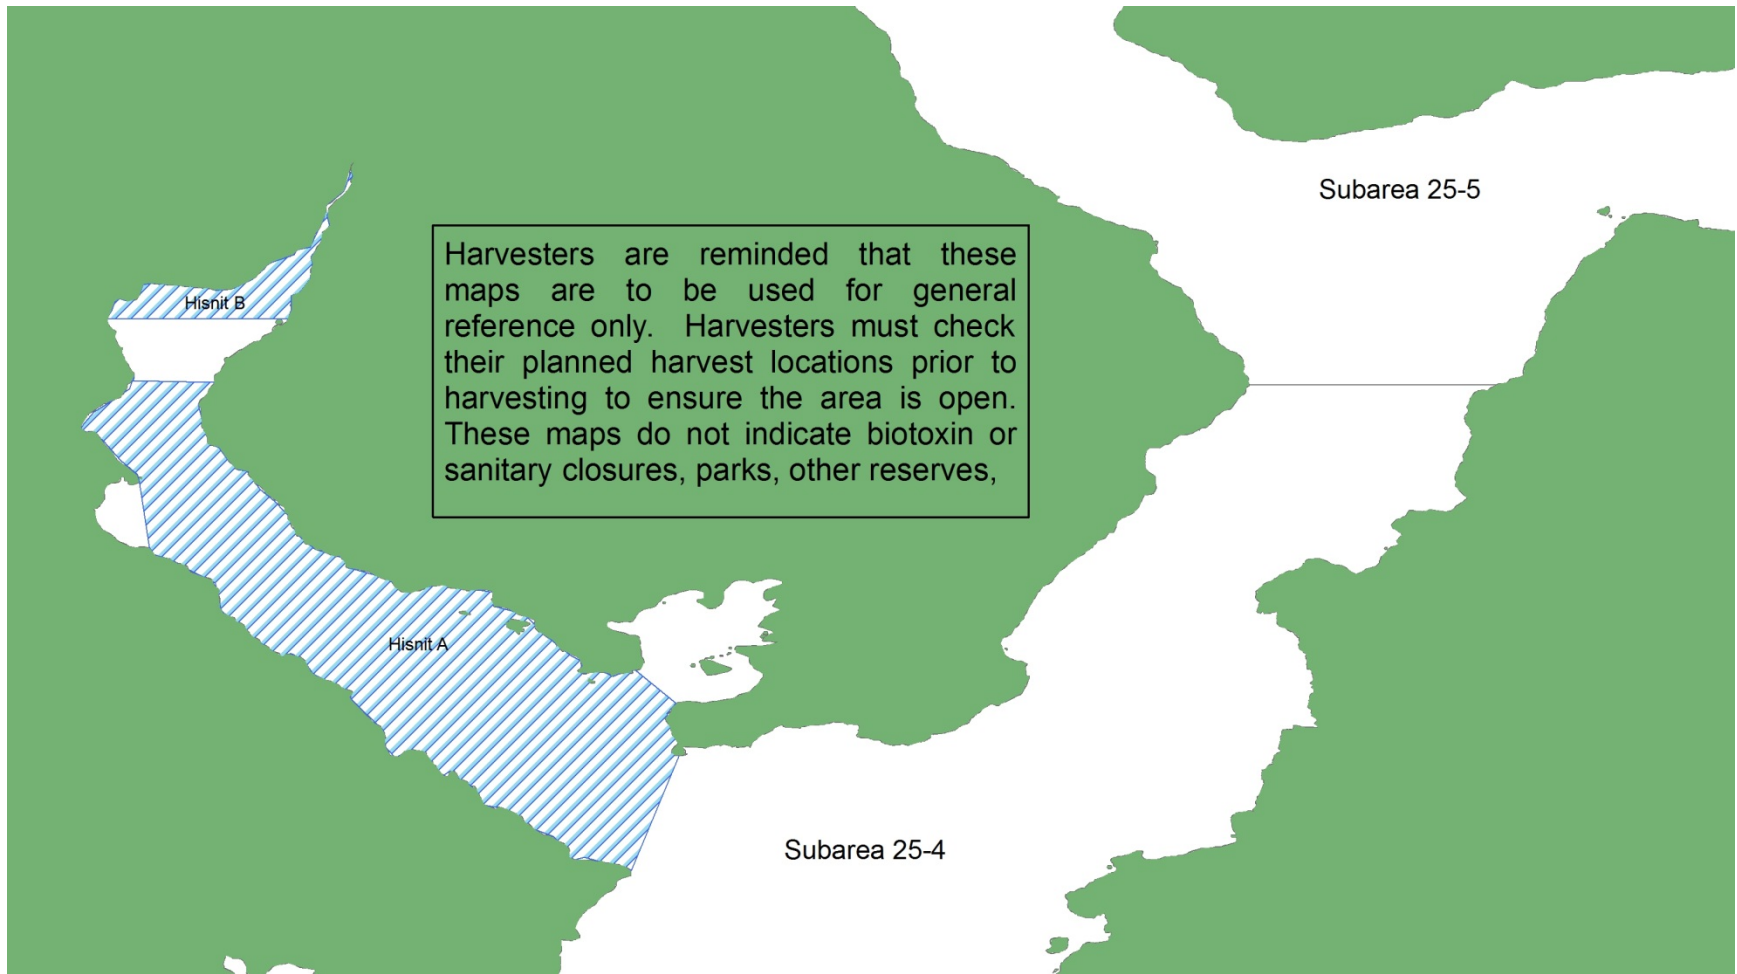 Subarea 25-5
Harvesters are reminded that these
maps are to be used for general
reference only. Harvesters must check
their planned harvest locations prior to
harvesting to ensure the area is open.
These maps do not indicate biotoxin or
sanitary closures, parks, other reserves,
Hisnit B
Hisnit A
Subarea 25-4